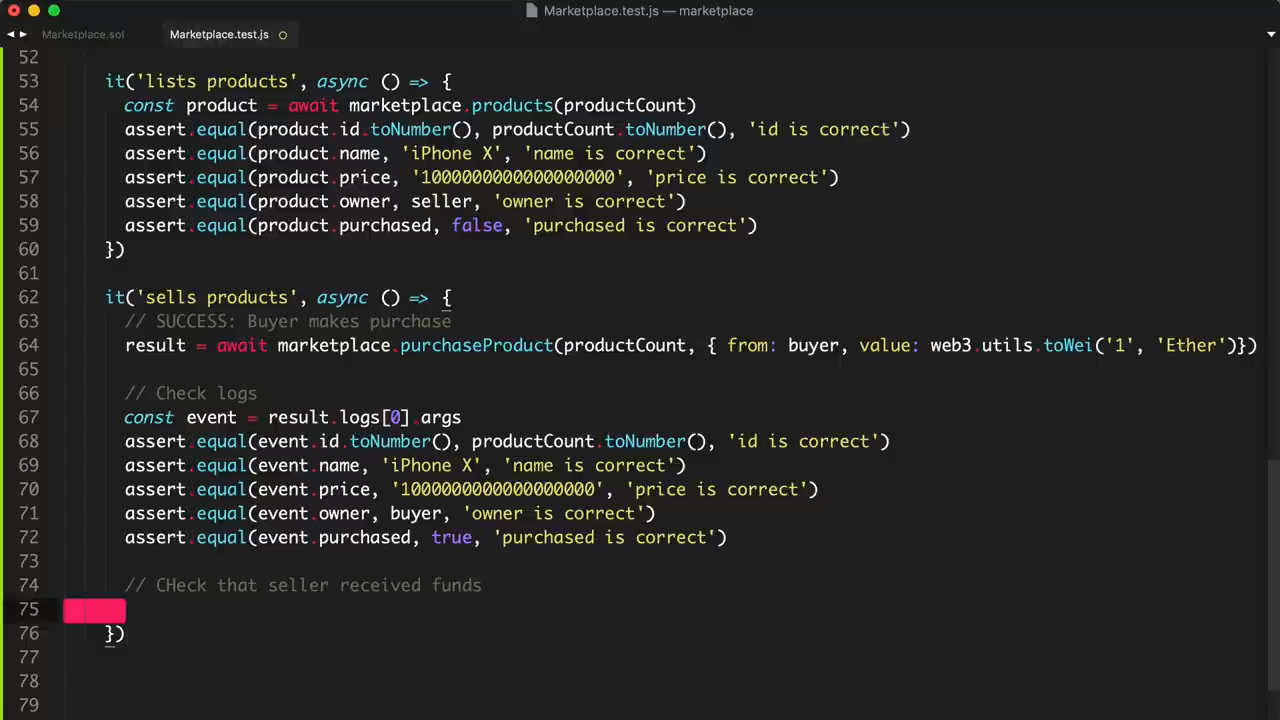 Marketplace.test.js — marketplace
Marketplace.sol
Marketplace.test.js
52
53 it('lists products', async () => {
54 const product = await marketplace.products(productCount)
55 assert.equal(product.id.toNumber(), productCount.toNumber(), 'id is correct')
56 assert.equal(product.name, 'iPhone X', 'name is correct')
57 assert.equal(product.price, '1000000000000000000', 'price is correct')
58 assert.equal(product.owner, seller, 'owner is correct')
59 assert.equal(product.purchased, false, 'purchased is correct')
60 })
61
62 it('sells products', async () => {
63 // SUCCESS: Buyer makes purchase
64 result = await marketplace.purchaseProduct(productCount, { from: buyer, value: web3.utils.toWei('1', 'Ether')})
65
66 // Check logs
67 const event = result.logs[0].args
68 assert.equal(event.id.toNumber(), productCount.toNumber(), 'id is correct')
69 assert.equal(event.name, 'iPhone X', 'name is correct')
70 assert.equal(event.price, '1000000000000000000', 'price is correct')
71 assert.equal(event.owner, buyer, 'owner is correct')
72 assert.equal(event.purchased, true, 'purchased is correct')
73
74 // CHeck that seller received funds
75
76 })
77
78
79